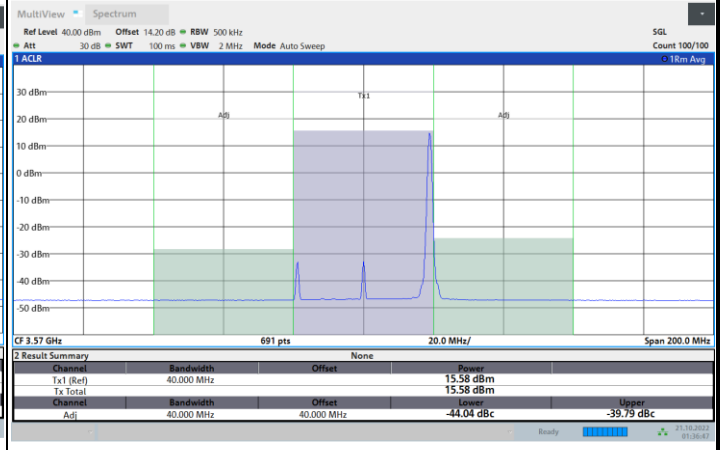 MultiView Spectrum
Ref Level 40.00 dBm Offset 14.20 dB RBW 500 kHz SGL
Att 30 dB SWT 100 ms VBW 2 MHz Mode Auto Sweep Count 100/100
1 ACLR 1Rm Avg
30 dBm
Tx1
20 dBm Adj Adj
10 dBm
0 dBm
-10 dBm
-20 dBm
-30 dBm
-40 dBm
-50 dBm
CF 3.57 GHz 691 pts 20.0 MHz/ Span 200.0 MHz
2 Result Summary None
Channel Bandwidth Offset Power
Tx1 (Ref) 40.000 MHz 15.58 dBm
Tx Total 15.58 dBm
Channel Bandwidth Offset Lower Upper
Adj 40.000 MHz 40.000 MHz -44.04 dBc -39.79 dBc
Ready 21.10.2022
01:36:47